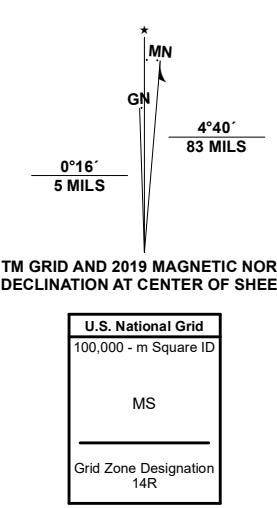 ★
MN
GN
4°40´
83 MILS
0°16´
5 MILS
TM GRID AND 2019 MAGNETIC NOR
DECLINATION AT CENTER OF SHEE
U.S. National Grid
100,000 - m Square ID
MS
Grid Zone Designation
14R